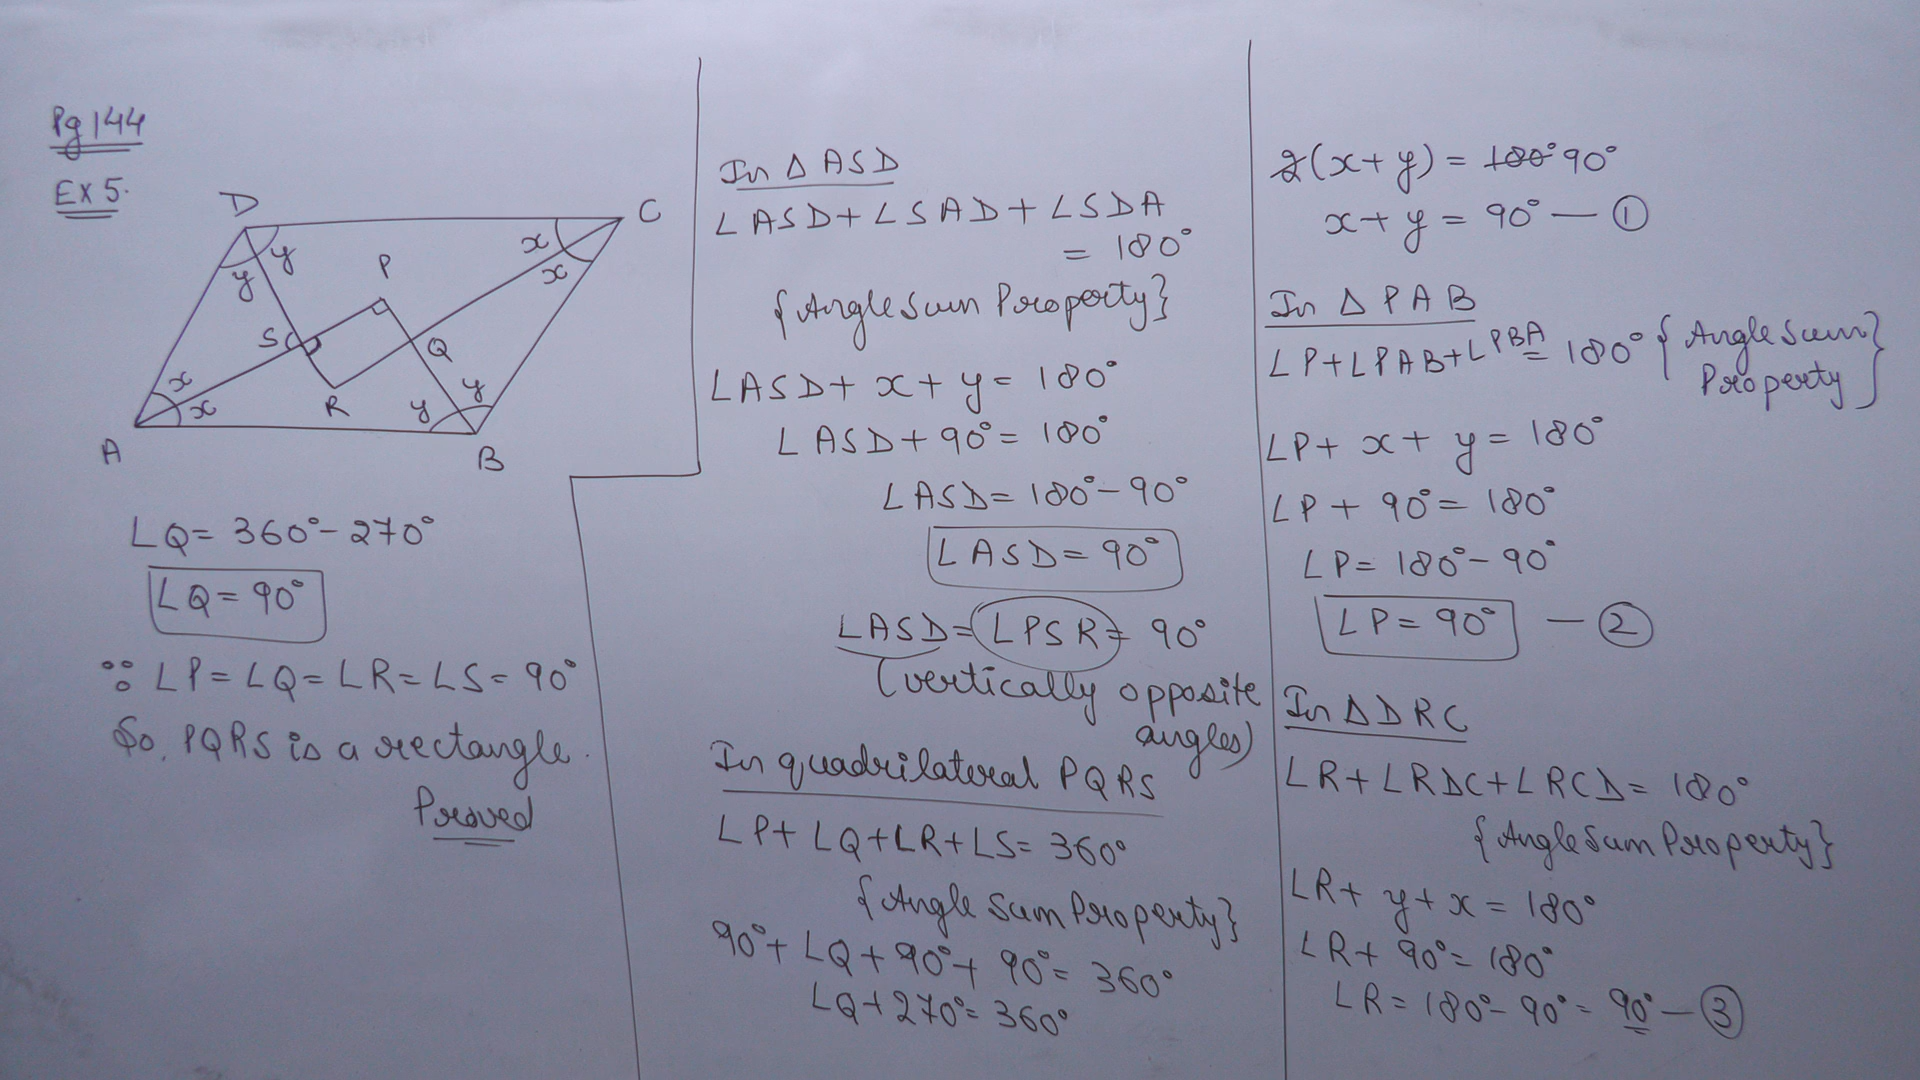 Pg 144
Ex 5.
D
C
y
y
x
x
P
S
Q
x
x
R
y
y
A
B
∠Q = 360° - 270°
∠Q = 90°
∵ ∠P = ∠Q = ∠R = ∠S = 90°
So, PQRS is a rectangle.
Proved
In Δ ASD
∠ASD + ∠SAD + ∠SDA
= 180°
{Angle Sum Property}
∠ASD + x + y = 180°
∠ASD + 90° = 180°
∠ASD = 180° - 90°
∠ASD = 90°
∠ASD = ∠PSR = 90°
(vertically opposite
angles)
In quadrilateral PQRS
∠P + ∠Q + ∠R + ∠S = 360°
{Angle Sum Property}
90° + ∠Q + 90° + 90° = 360°
∠Q + 270° = 360°
2(x + y) = 180° 90°
x + y = 90° — ①
In Δ PAB
∠P + ∠PAB + ∠PBA = 180° {Angle Sum
Property}
∠P + x + y = 180°
∠P + 90° = 180°
∠P = 180° - 90°
∠P = 90° — ②
In Δ DRC
∠R + ∠RDC + ∠RCD = 180°
{Angle Sum Property}
∠R + y + x = 180°
∠R + 90° = 180°
∠R = 180° - 90° = 90° — ③